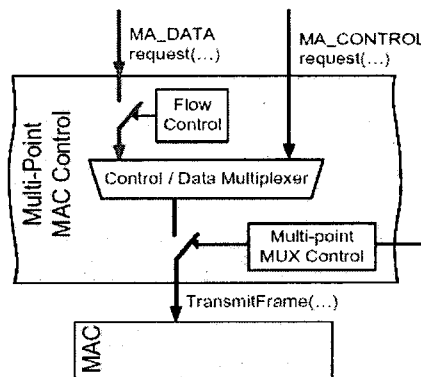 MA_DATA
request(...)
MA_CONTROL
request(...)
Flow
Control
Multi-Point
MAC Control
Control / Data Multiplexer
Multi-point
MUX Control
TransmitFrame(...)
MAC